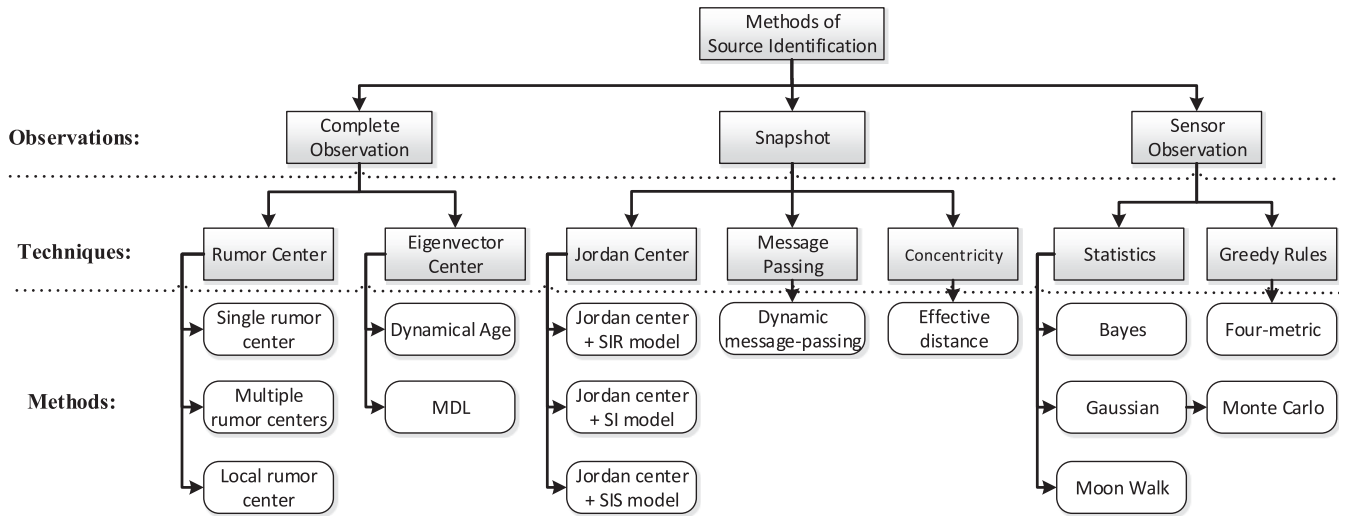 Methods of
Source Identification
Observations:
Complete
Observation
Snapshot
Sensor
Observation
Techniques:
Rumor Center
Eigenvector
Center
Jordan Center
Message
Passing
Concentricity
Statistics
Greedy Rules
Methods:
Single rumor
center
Dynamical Age
Jordan center
+ SIR model
Dynamic
message-passing
Effective
distance
Bayes
Four-metric
Multiple
rumor centers
MDL
Jordan center
+ SI model
Gaussian
Monte Carlo
Local rumor
center
Jordan center
+ SIS model
Moon Walk